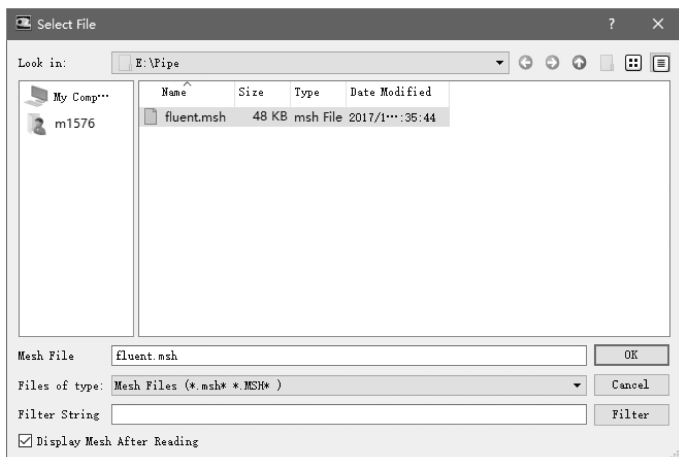 Select File
?
Look in:
E:\Pipe
My Comp···
m1576
Name Size Type Date Modified
fluent.msh 48 KB msh File 2017/1···:35:44
Mesh File fluent.msh OK
Files of type: Mesh Files (*.msh* *.MSH* ) Cancel
Filter String Filter
Display Mesh After Reading